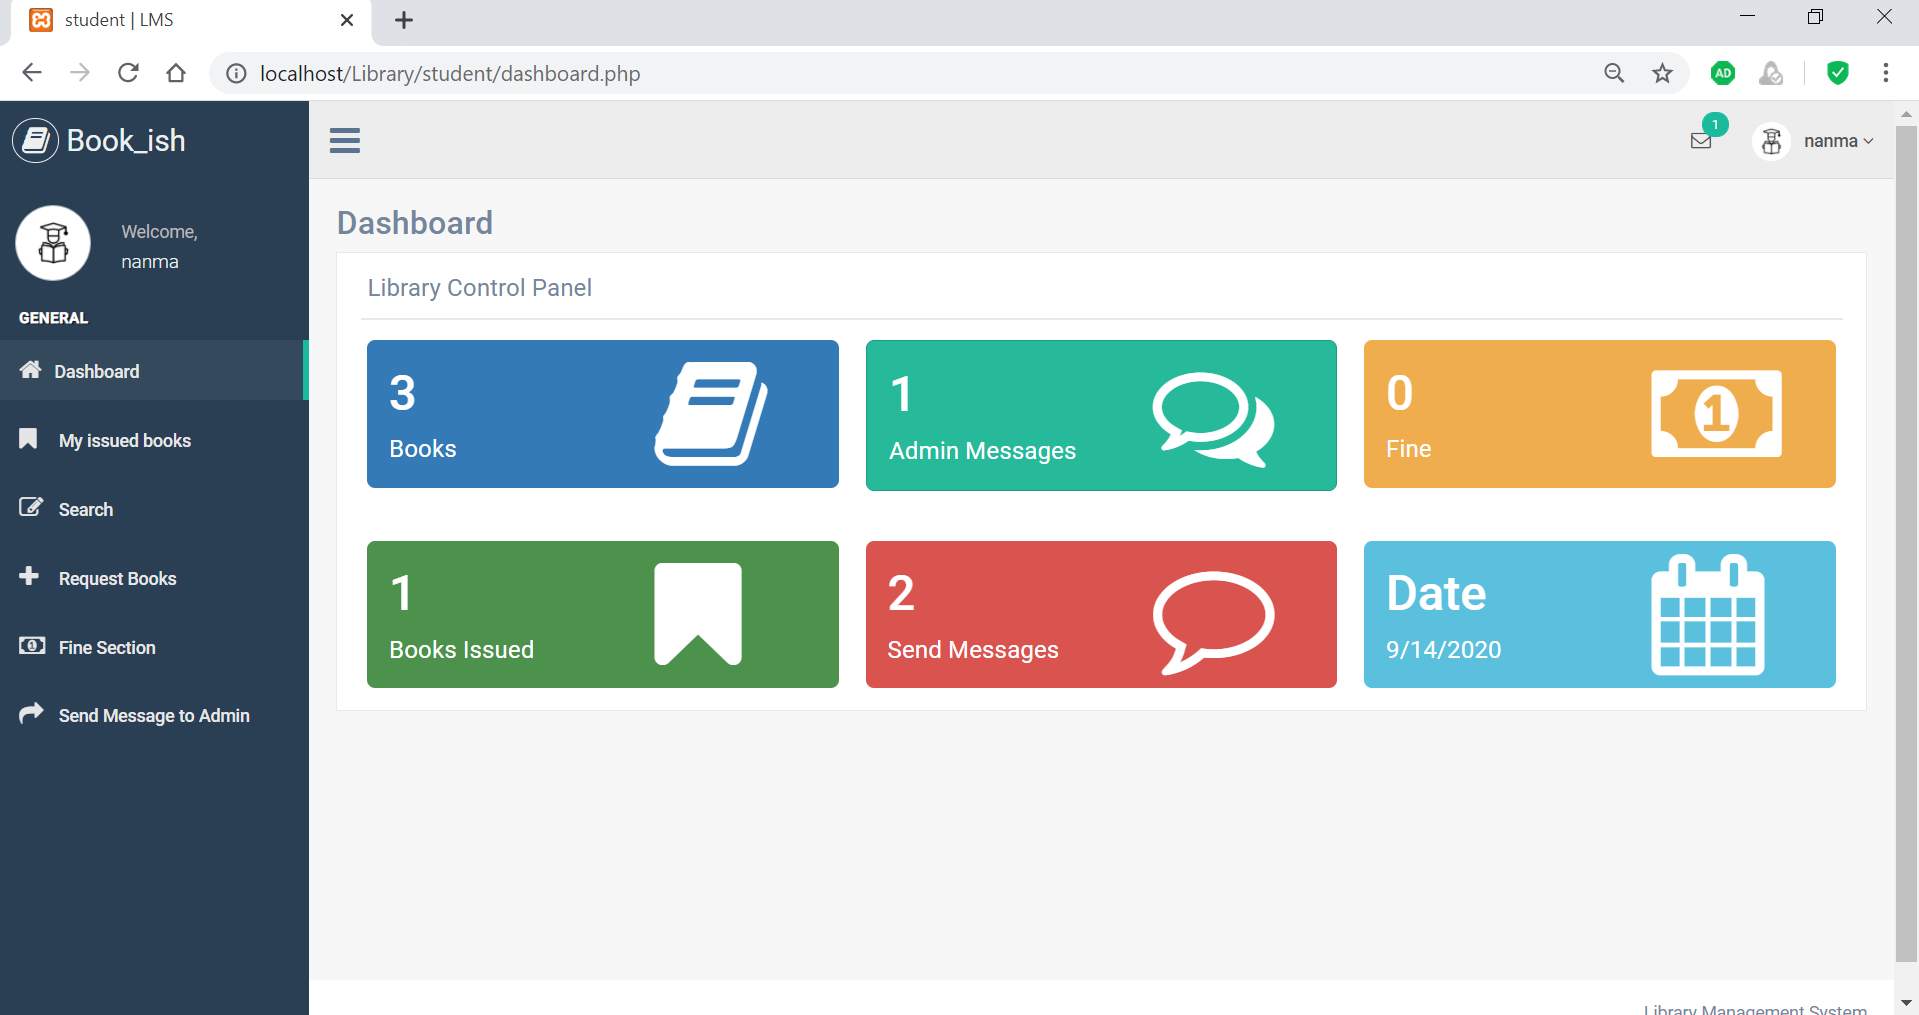 student | LMS
localhost/Library/student/dashboard.php
AD
Book_ish
1
nanma
Welcome,
nanma
GENERAL
Dashboard
My issued books
Search
Request Books
Fine Section
Send Message to Admin
Dashboard
Library Control Panel
3
Books
1
Admin Messages
0
Fine
1
1
Books Issued
2
Send Messages
Date
9/14/2020
Library Management System